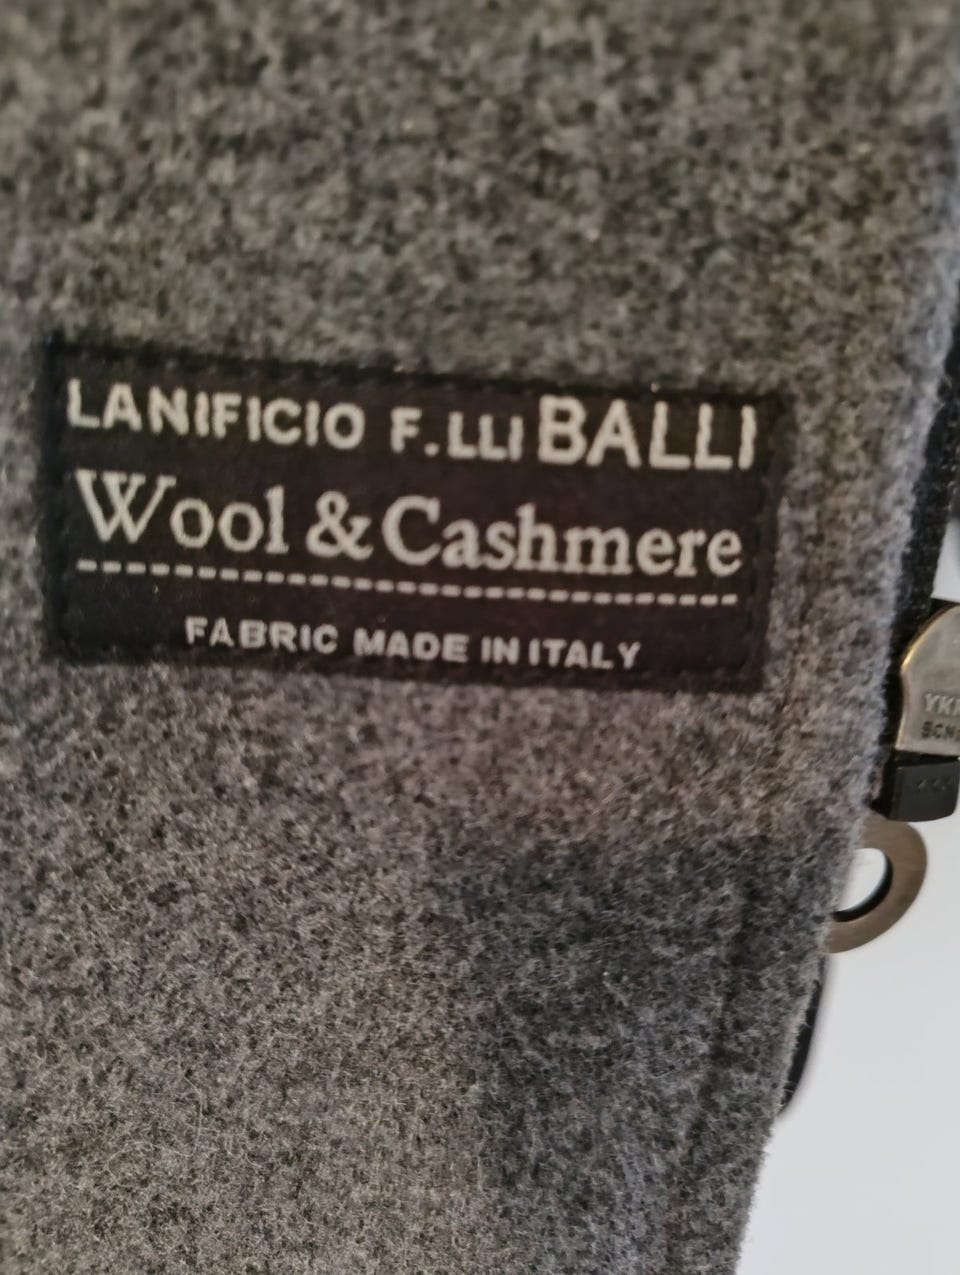 LANIFICIO F.LLI BALLI
Wool & Cashmere
FABRIC MADE IN ITALY